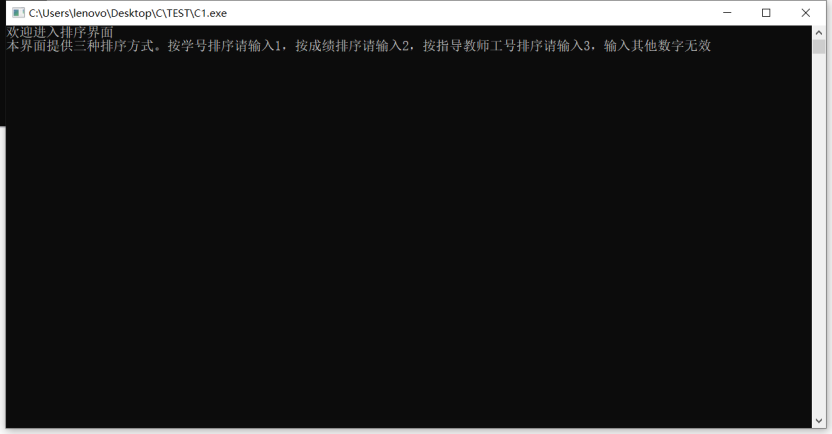 C:\Users\lenovo\Desktop\C\TEST\C1.exe
欢迎进入排序界面
本界面提供三种排序方式。按学号排序请输入1，按成绩排序请输入2，按指导教师工号排序请输入3，输入其他数字无效